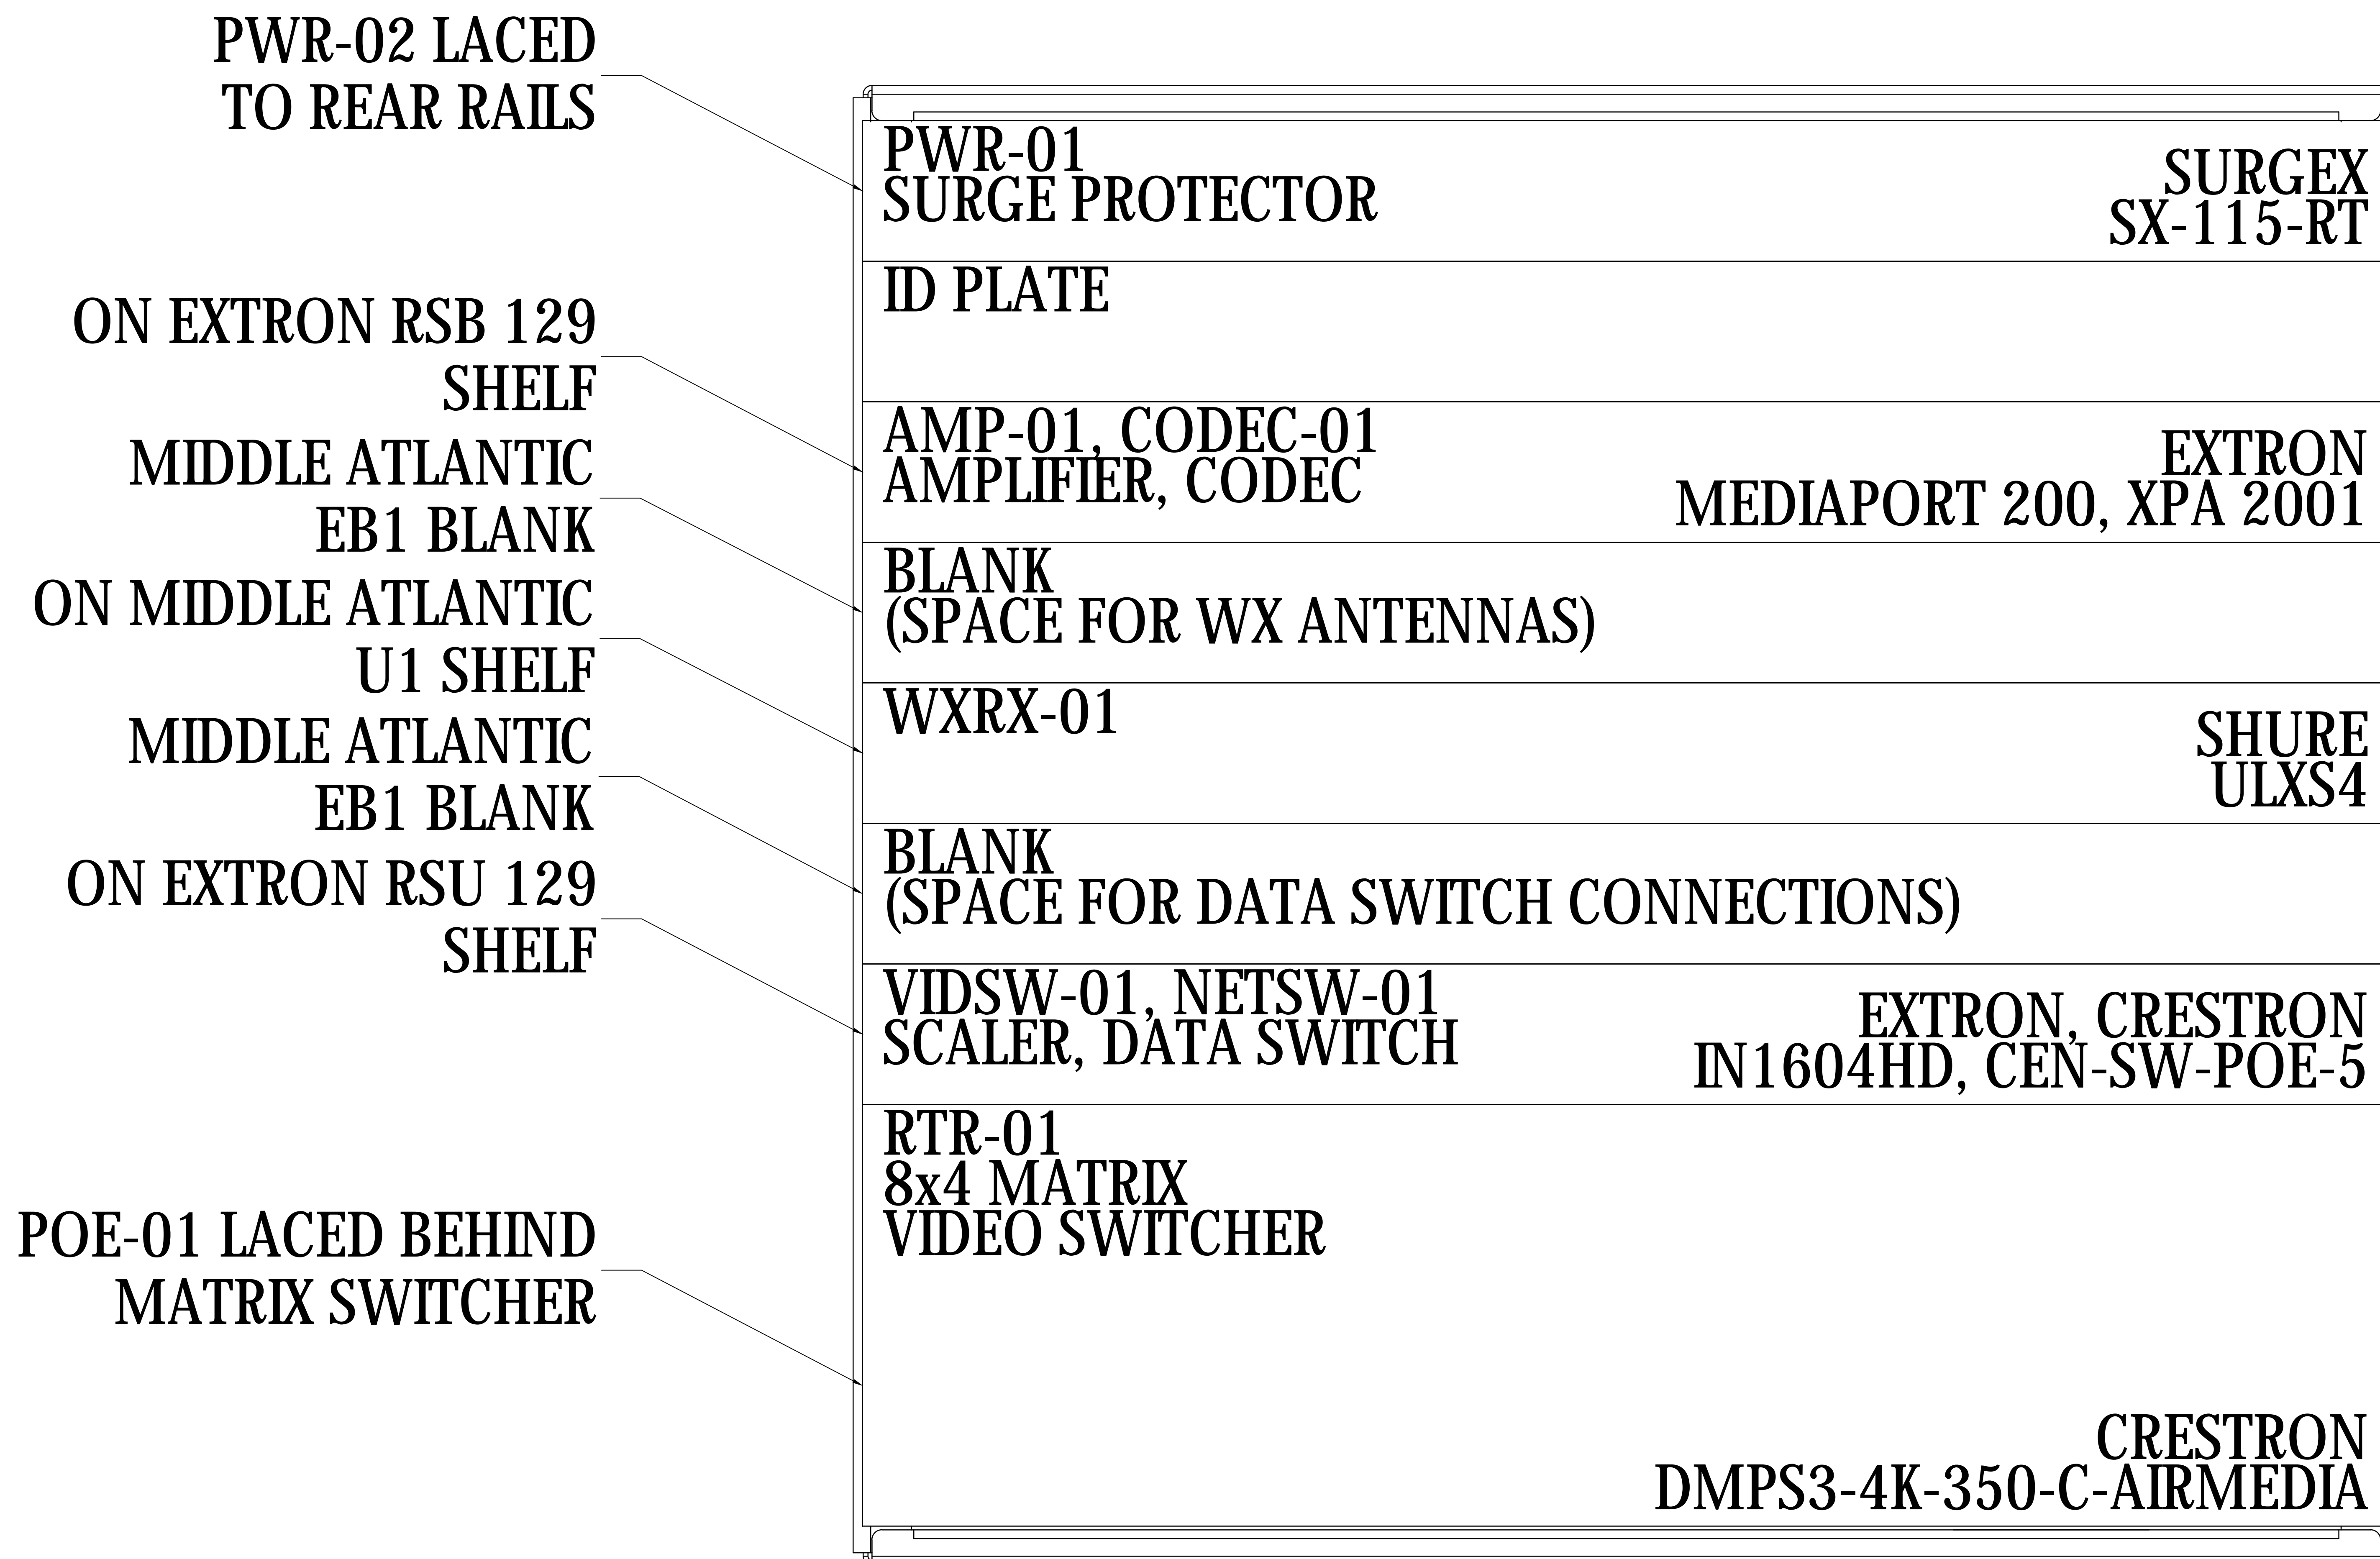 PWR-02 LACED
TO REAR RAILS
PWR-01
SURGE PROTECTOR
SURGEX
SX-115-RT
ID PLATE
ON EXTRON RSB 129
SHELF
AMP-01, CODEC-01
AMPLIFIER, CODEC
EXTRON
MEDIAPORT 200, XPA 2001
MIDDLE ATLANTIC
EB1 BLANK
BLANK
(SPACE FOR WX ANTENNAS)
ON MIDDLE ATLANTIC
U1 SHELF
WXRX-01
SHURE
ULXS4
MIDDLE ATLANTIC
EB1 BLANK
BLANK
(SPACE FOR DATA SWITCH CONNECTIONS)
ON EXTRON RSU 129
SHELF
VIDSW-01, NETSW-01
SCALER, DATA SWITCH
EXTRON, CRESTRON
IN1604HD, CEN-SW-POE-5
RTR-01
8x4 MATRIX
VIDEO SWITCHER
POE-01 LACED BEHIND
MATRIX SWITCHER
CRESTRON
DMPS3-4K-350-C-AIRMEDIA